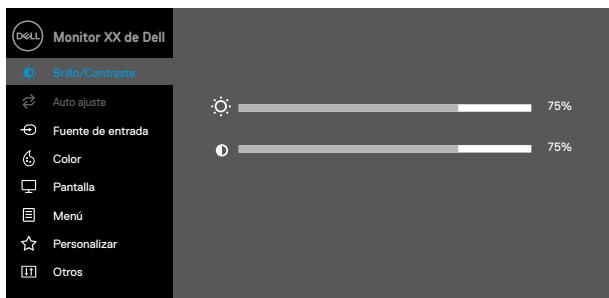 DELL Monitor XX de Dell
Brillo/Contraste
Auto ajuste
75%
Fuente de entrada
Color
75%
Pantalla
Menú
Personalizar
Otros